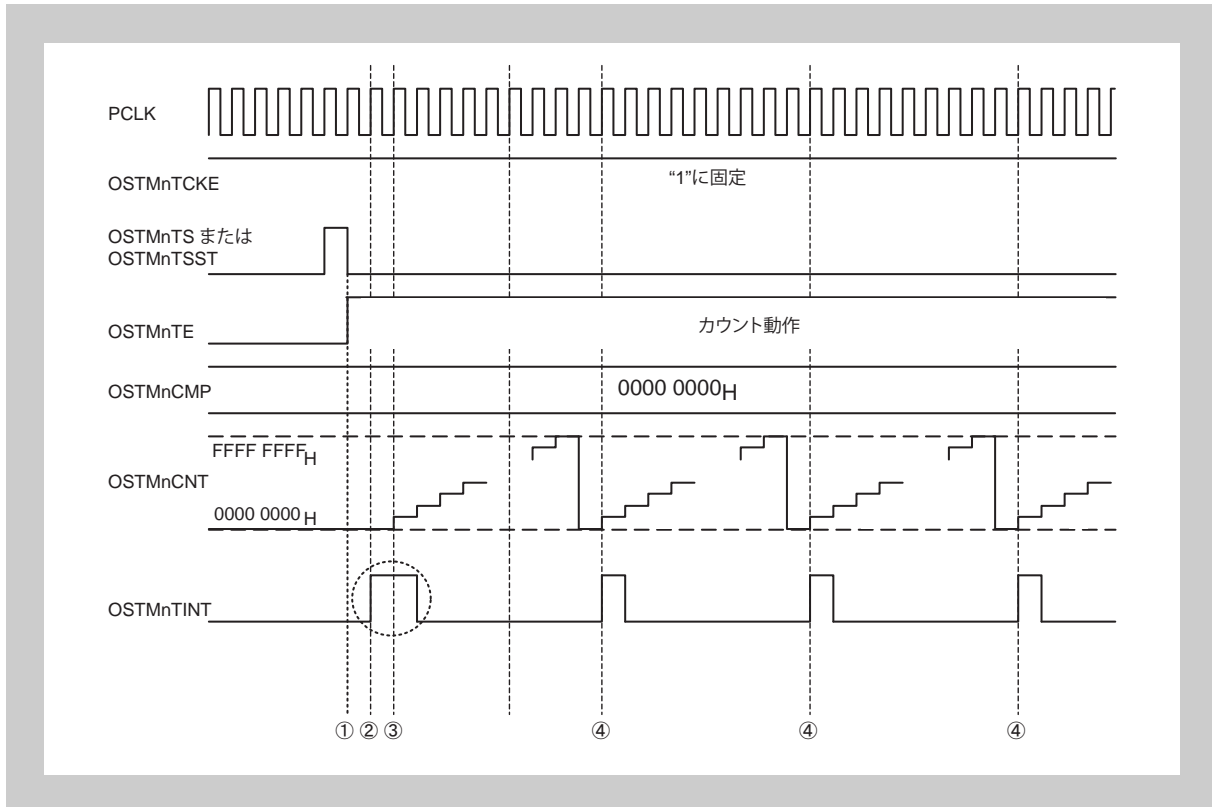 PCLK
OSTMnTCKE
“1”に固定
OSTMnTS または
OSTMnTSST
OSTMnTE
カウント動作
OSTMnCMP
0000 0000H
FFFF FFFFH
OSTMnCNT
0000 0000H
OSTMnTINT
① ② ③ ④ ④ ④